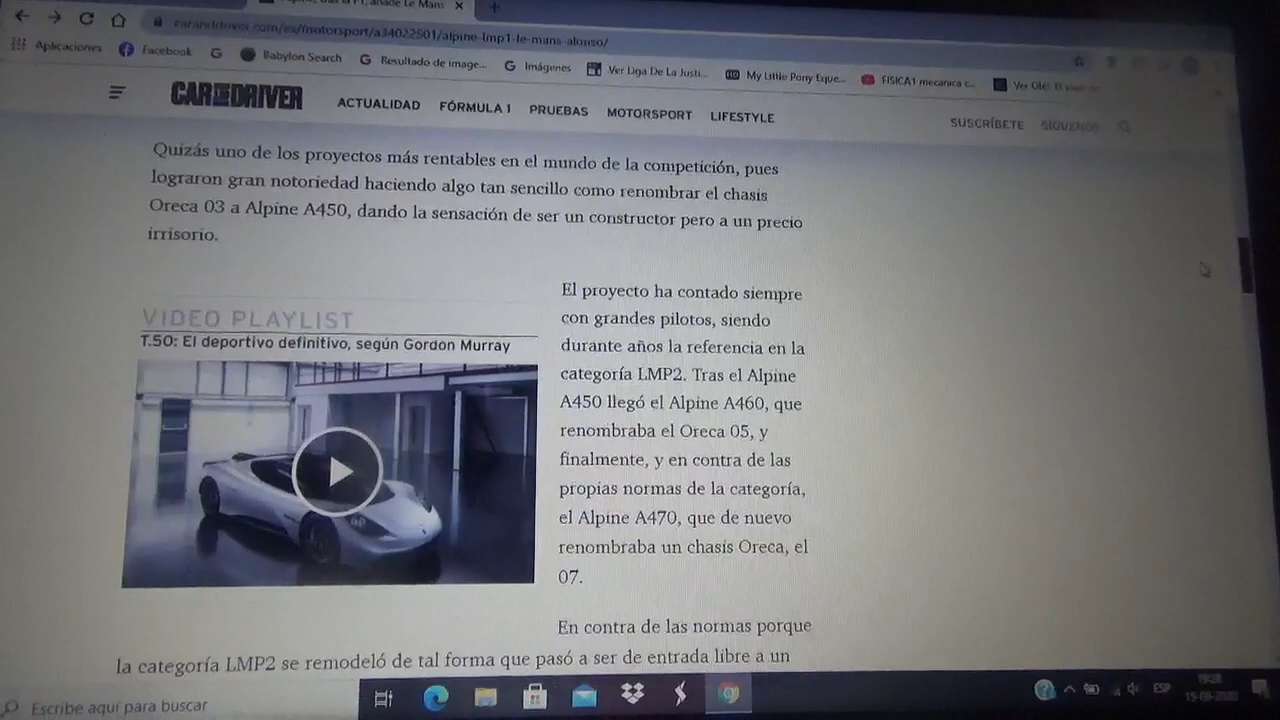 añade Le Mans
caranddriver.com/es/motorsport/a34022501/alpine-lmp1-le-mans-alonso/
Aplicaciones Facebook Babylon Search Resultado de image... Imágenes Ver Liga De La Justi... My Little Pony Eque... FISICA1 mecanica c...
CAR AND DRIVER ACTUALIDAD FÓRMULA 1 PRUEBAS MOTORSPORT LIFESTYLE SUSCRÍBETE SÍGUENOS
Quizás uno de los proyectos más rentables en el mundo de la competición, pues
lograron gran notoriedad haciendo algo tan sencillo como renombrar el chasis
Oreca 03 a Alpine A450, dando la sensación de ser un constructor pero a un precio
irrisorio.
VIDEO PLAYLIST
T.50: El deportivo definitivo, según Gordon Murray
El proyecto ha contado siempre
con grandes pilotos, siendo
durante años la referencia en la
categoría LMP2. Tras el Alpine
A450 llegó el Alpine A460, que
renombraba el Oreca 05, y
finalmente, y en contra de las
propias normas de la categoría,
el Alpine A470, que de nuevo
renombraba un chasis Oreca, el
07.
En contra de las normas porque
la categoría LMP2 se remodeló de tal forma que pasó a ser de entrada libre a un
Escribe aquí para buscar
ESP